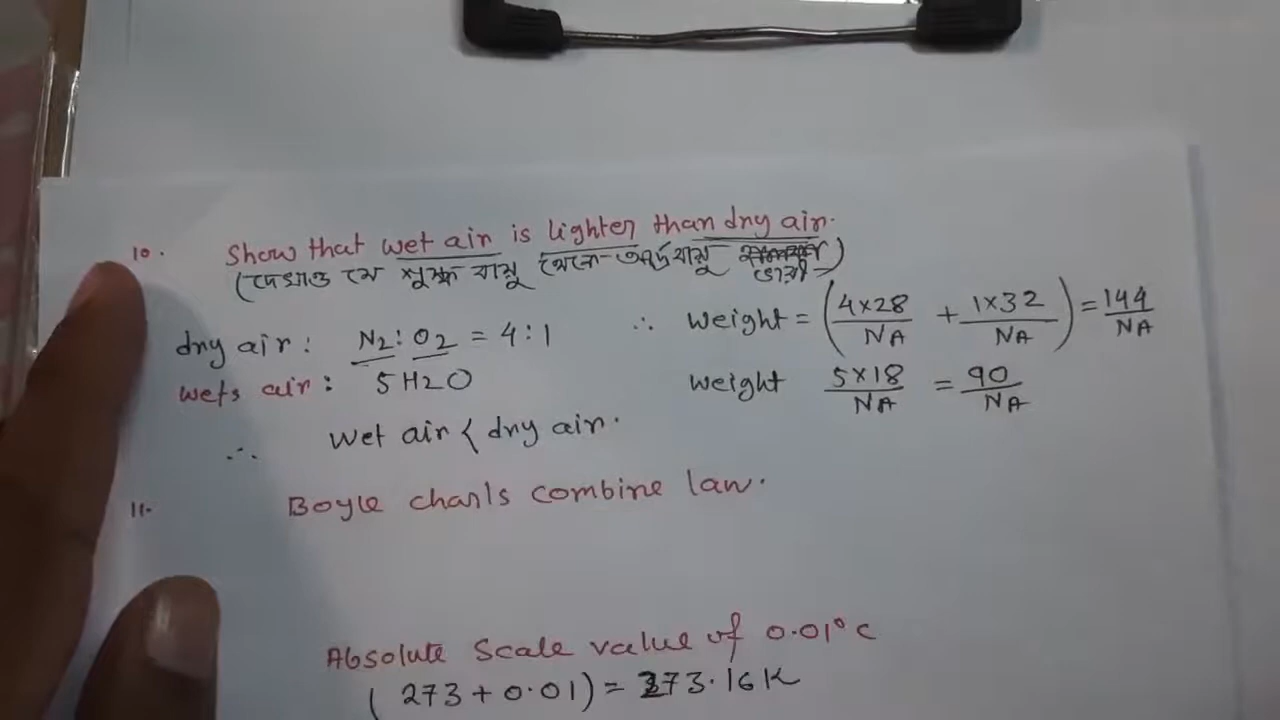 10. Show that wet air is lighter than dry air.
(দেখাও যে শুষ্ক বায়ু থেকে আর্দ্রবায়ু )
dry air: N2:O2 = 4:1 ∴ Weight = (4×28/NA + 1×32/NA) = 144/NA
wets air: 5H2O weight 5×18/NA = 90/NA
∴ Wet air < dry air.
11. Boyle charls combine law.
Absolute Scale value of 0.01°C
(273 + 0.01) = 273.16K